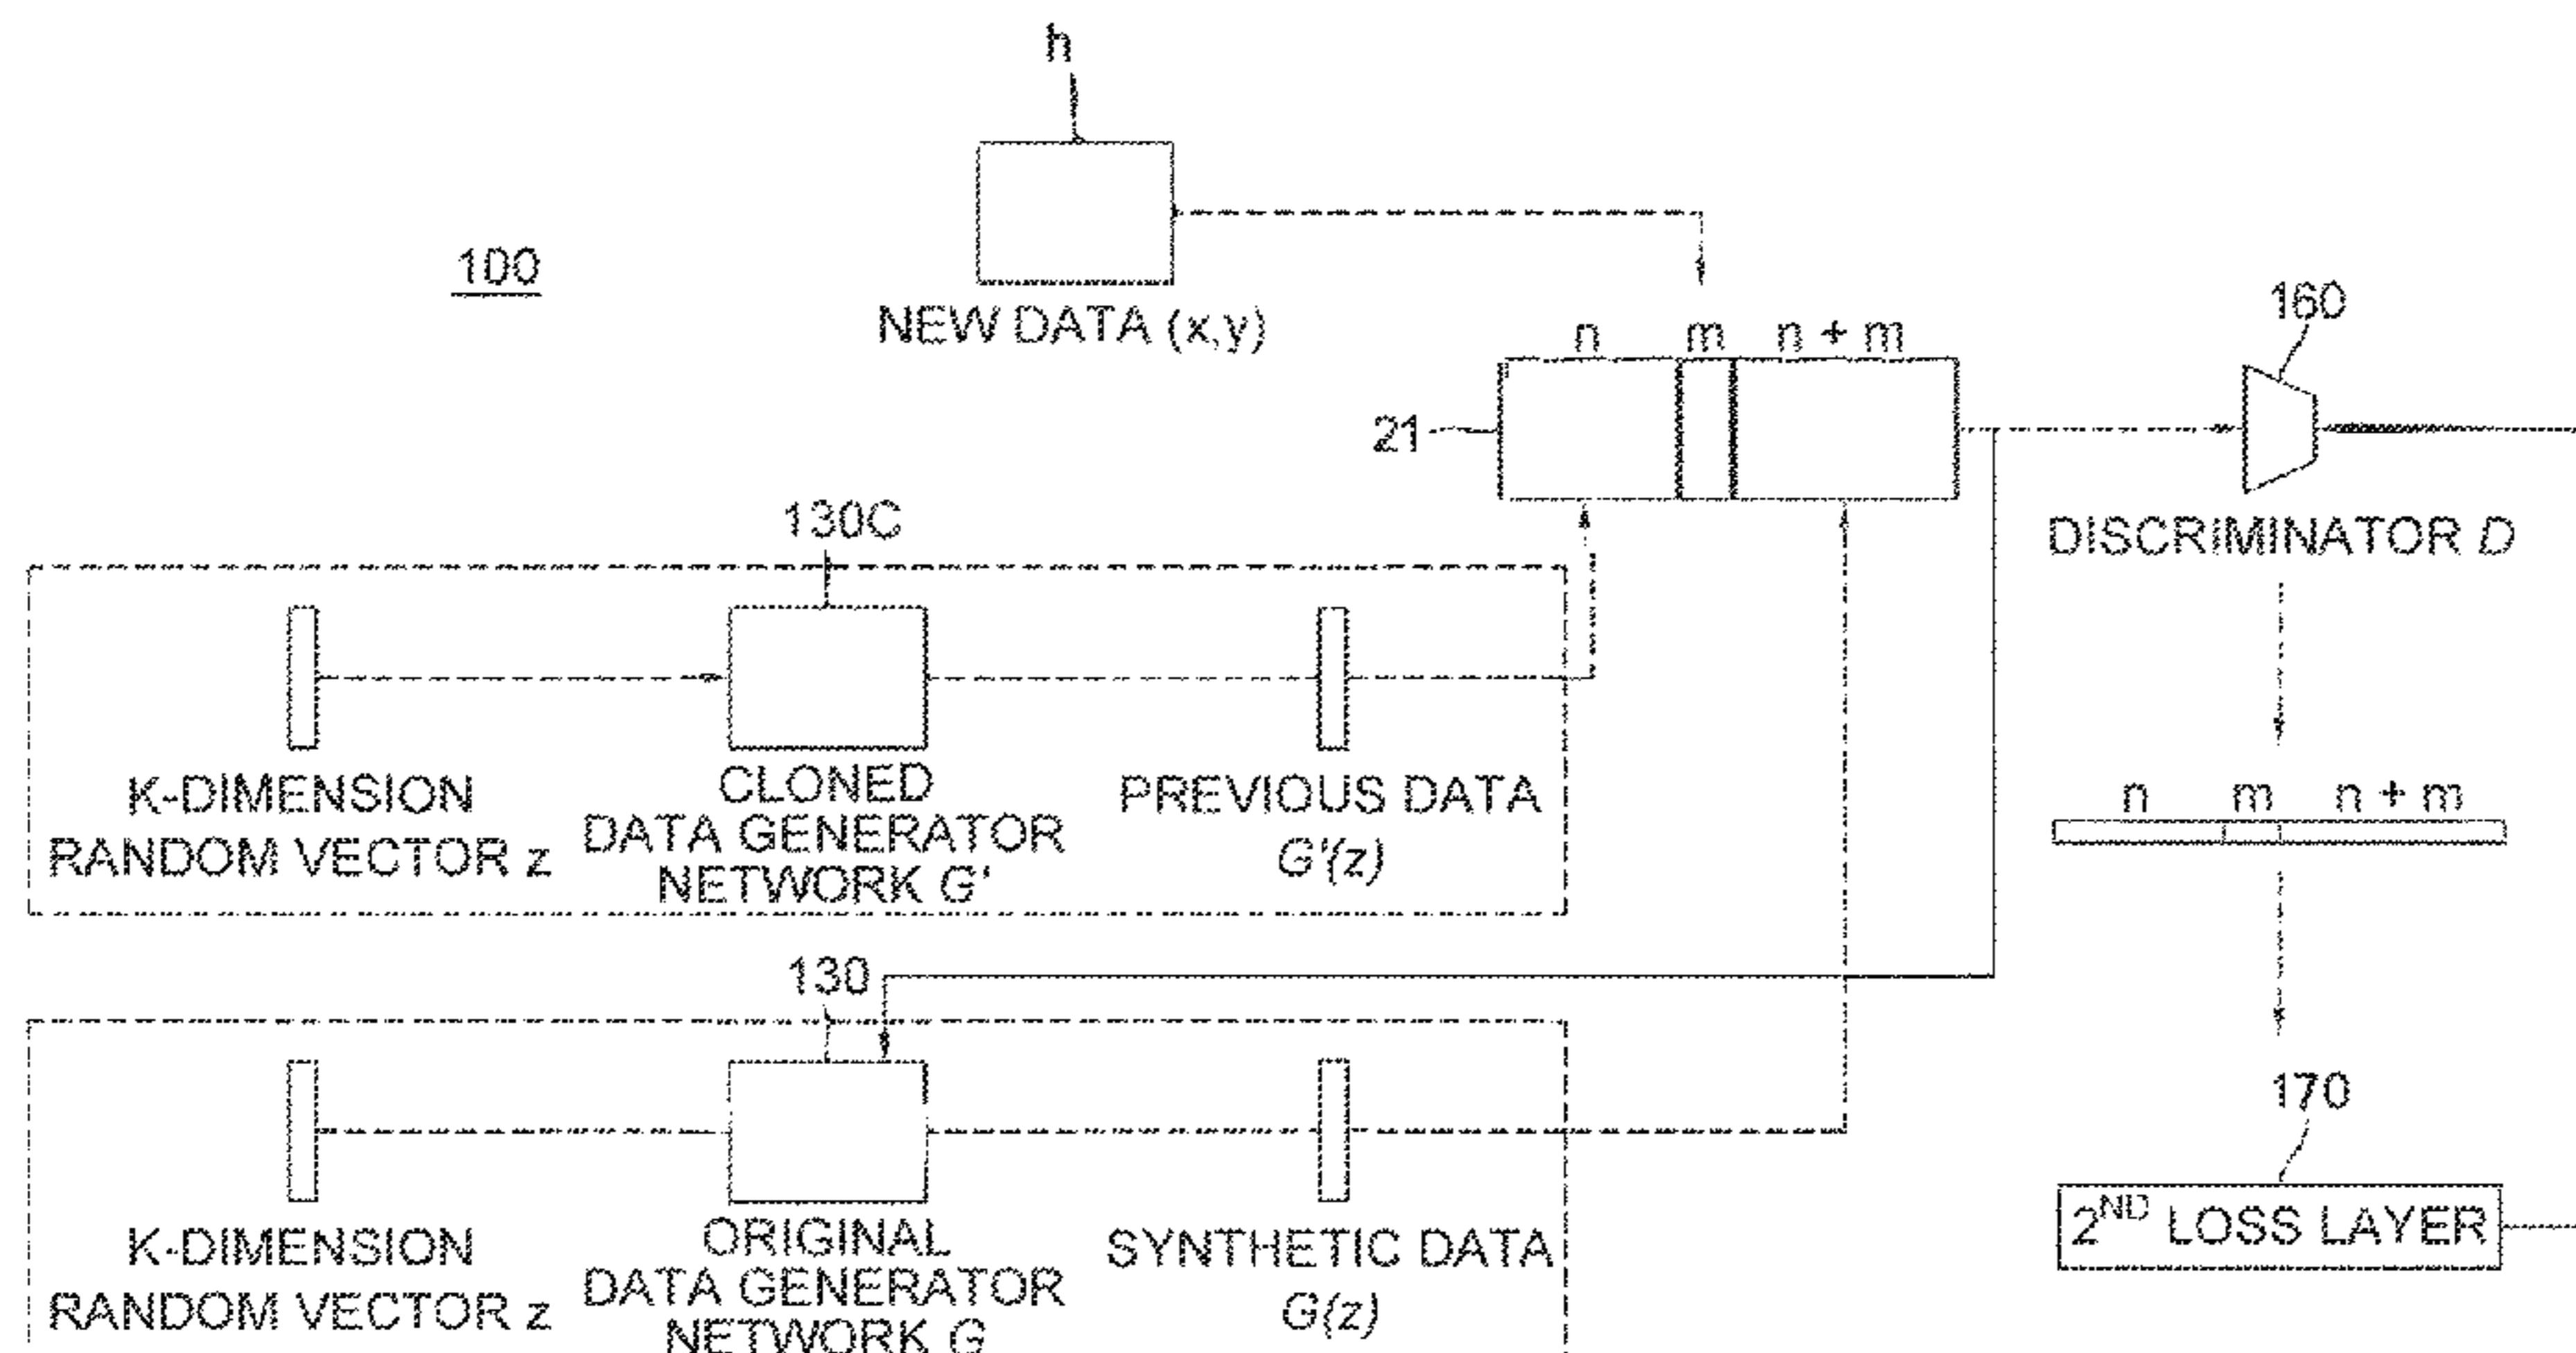 h
100
NEW DATA (x,y)
160
n m n + m
21
DISCRIMINATOR D
130C
K-DIMENSION
RANDOM VECTOR z
CLONED
DATA GENERATOR
NETWORK G'
PREVIOUS DATA
G'(z)
n m n + m
130
170
2ND LOSS LAYER
K-DIMENSION
RANDOM VECTOR z
ORIGINAL
DATA GENERATOR
NETWORK G
SYNTHETIC DATA
G(z)